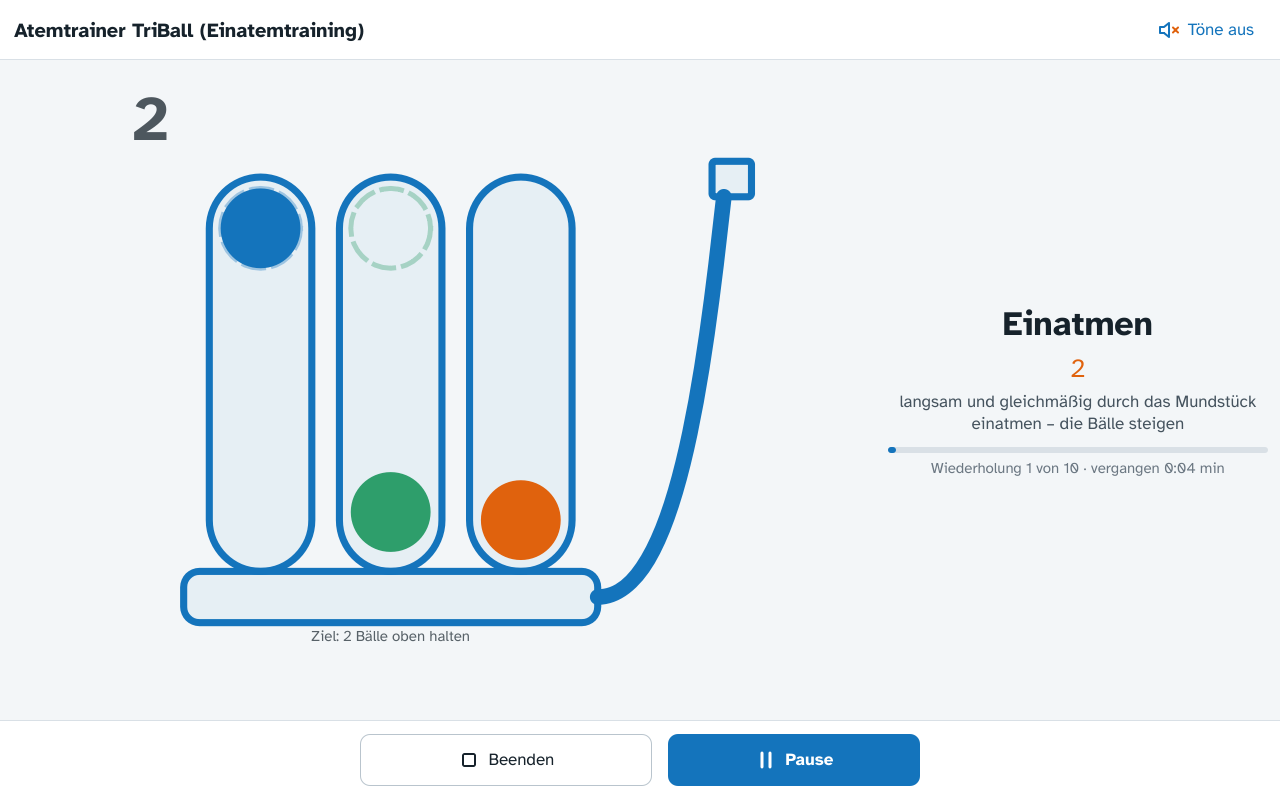 Atemtrainer TriBall (Einatemtraining)
Töne aus
2
Einatmen
2
langsam und gleichmäßig durch das Mundstück
einatmen – die Bälle steigen
Wiederholung 1 von 10 · vergangen 0:04 min
Ziel: 2 Bälle oben halten
Beenden
Pause